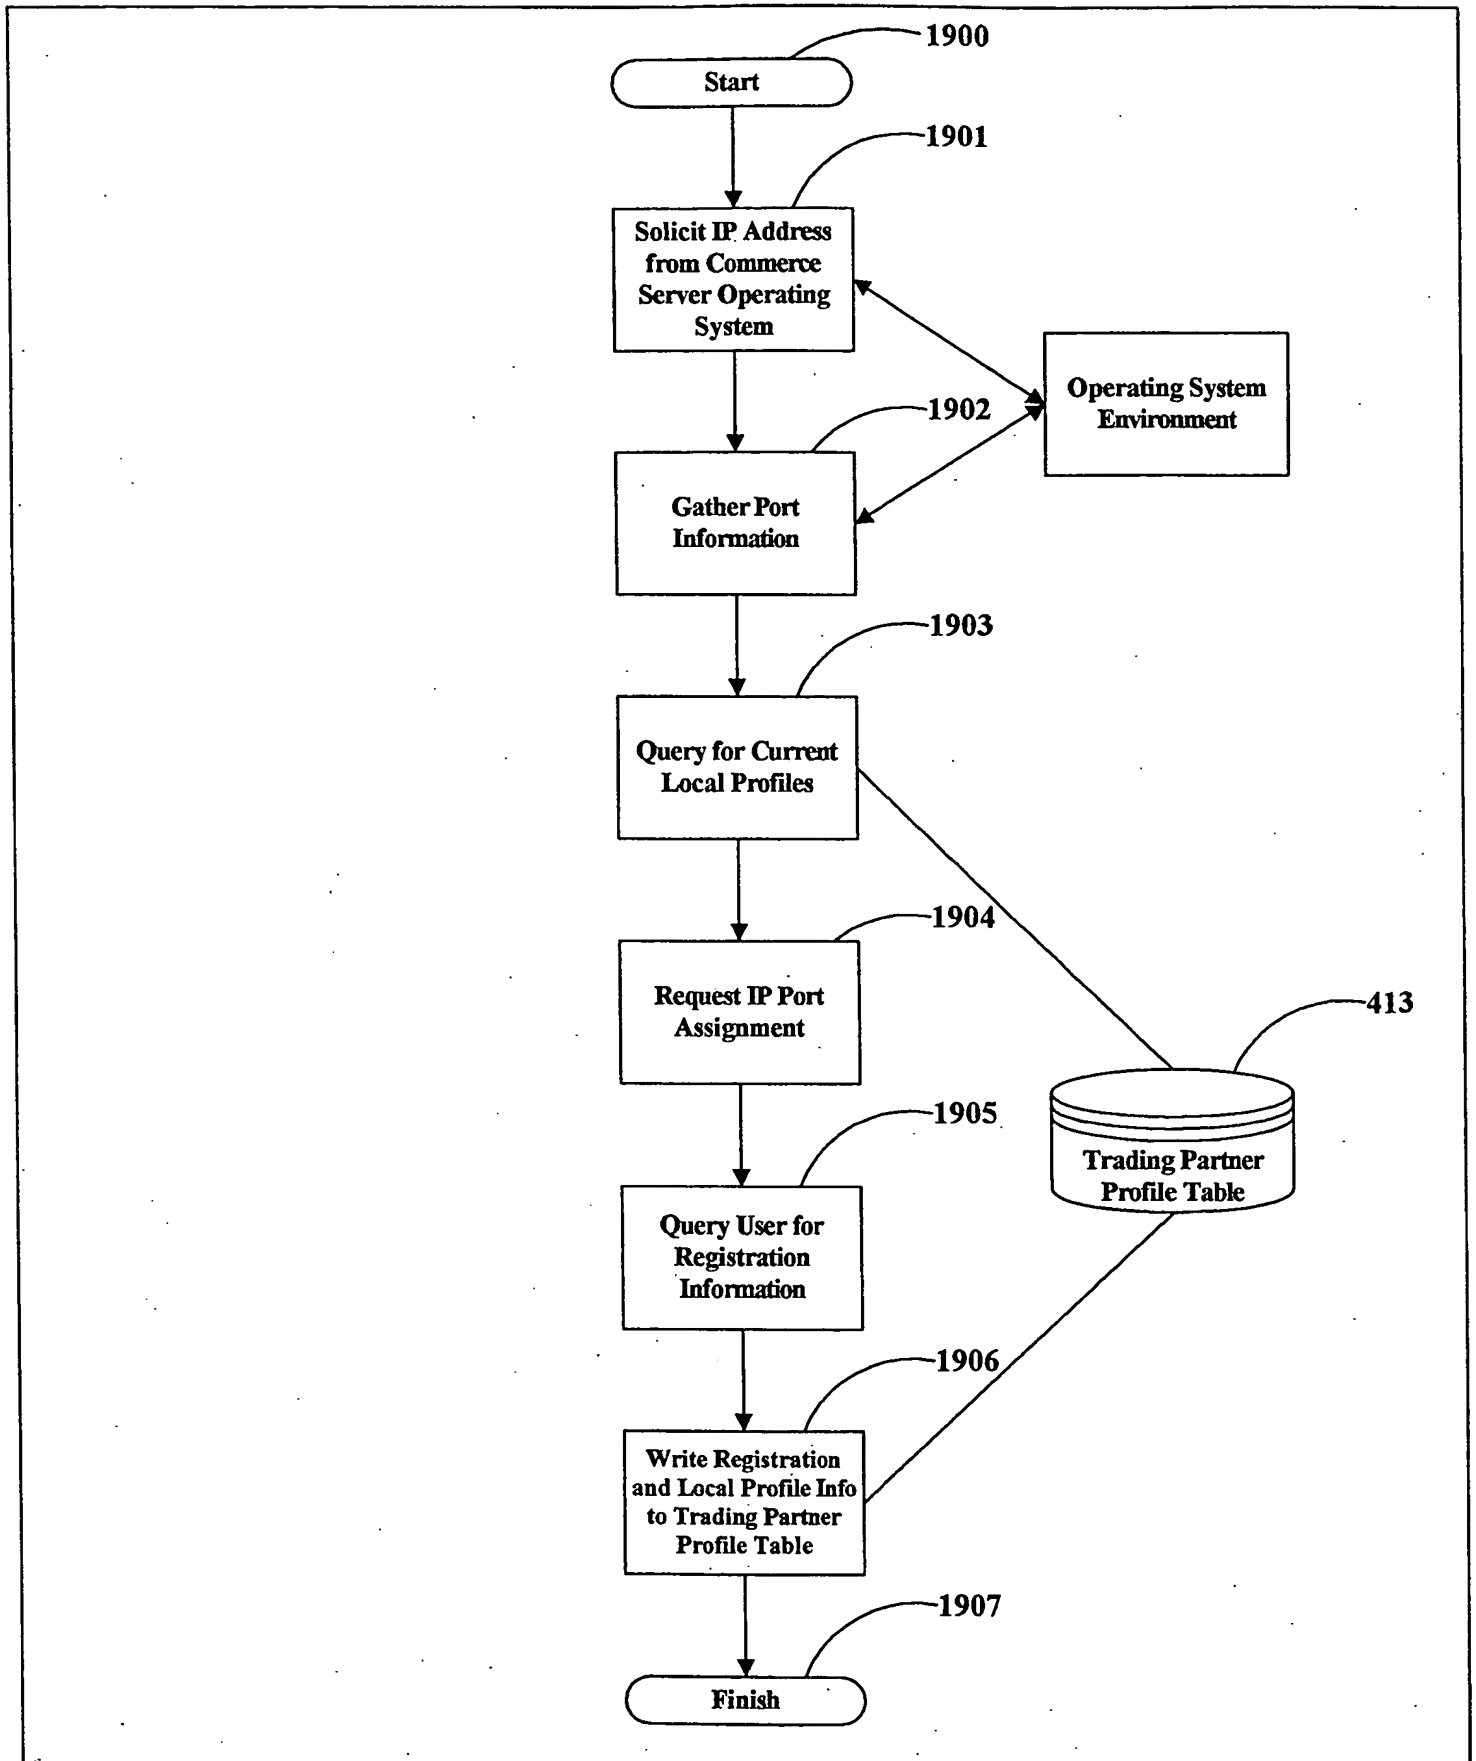 1900
Start
1901
Solicit IP Address
from Commerce
Server Operating
System
Operating System
Environment
1902
Gather Port
Information
1903
Query for Current
Local Profiles
1904
Request IP Port
Assignment
413
Trading Partner
Profile Table
1905
Query User for
Registration
Information
1906
Write Registration
and Local Profile Info
to Trading Partner
Profile Table
1907
Finish